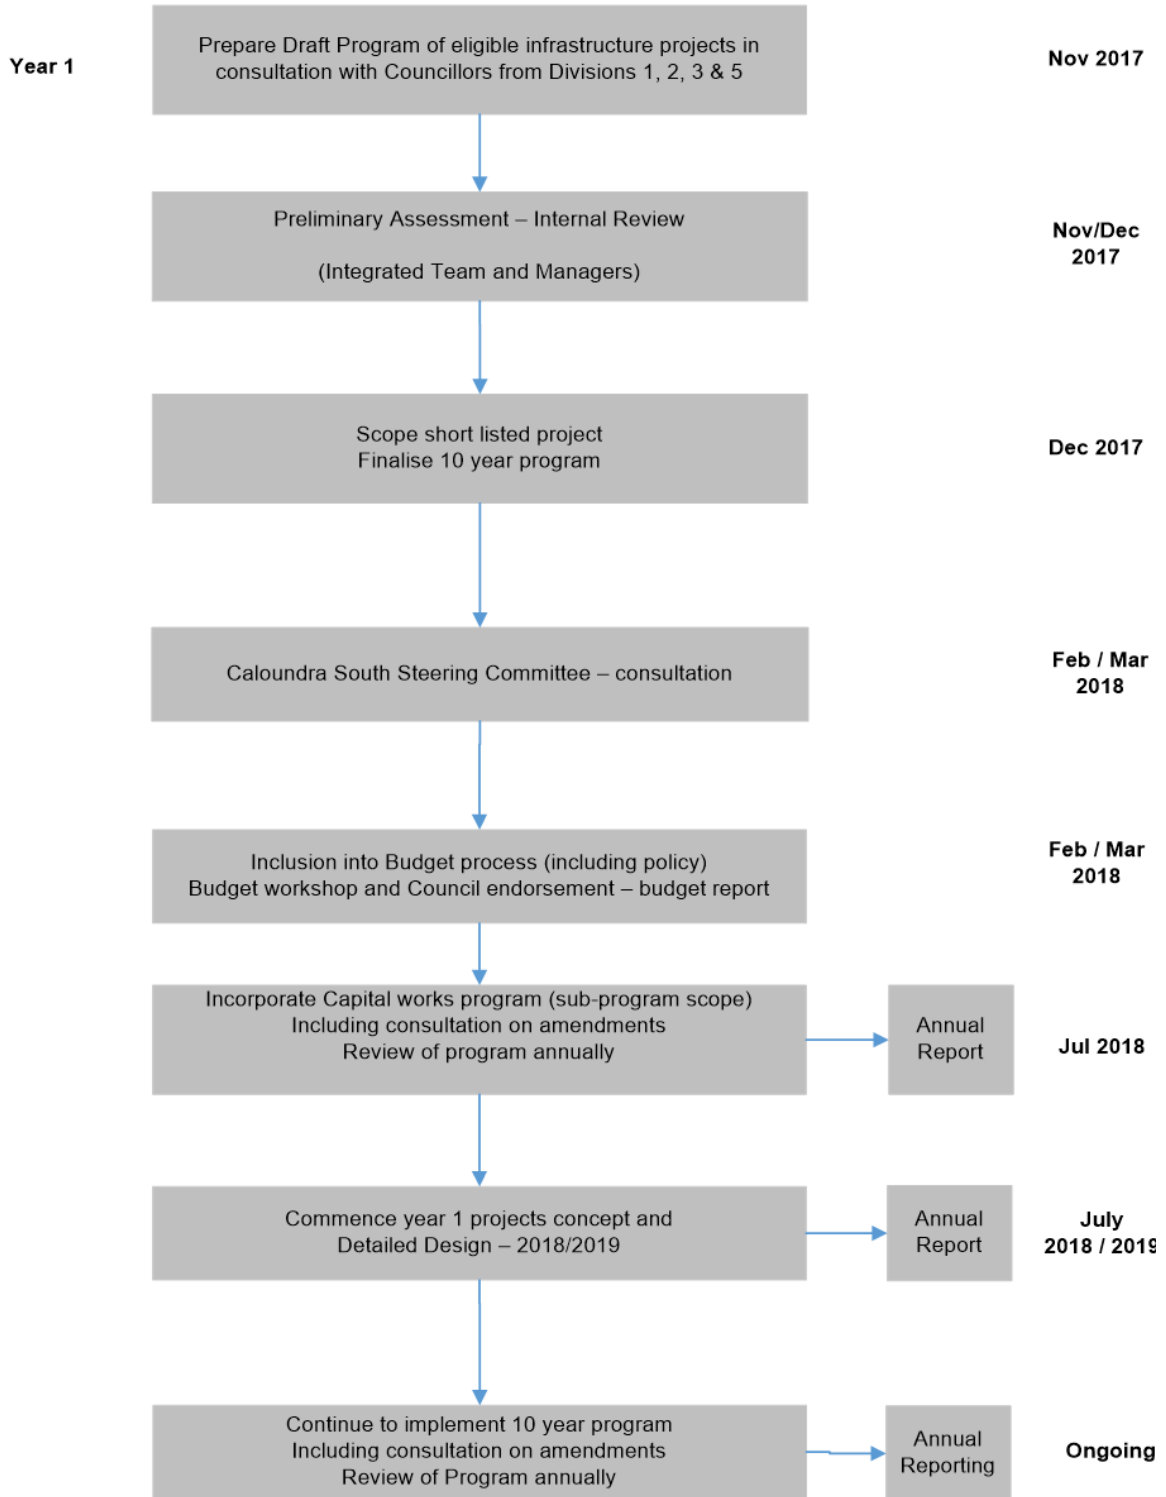 Year 1
Prepare Draft Program of eligible infrastructure projects in
consultation with Councillors from Divisions 1, 2, 3 & 5
Nov 2017
Preliminary Assessment – Internal Review
(Integrated Team and Managers)
Nov/Dec
2017
Scope short listed project
Finalise 10 year program
Dec 2017
Caloundra South Steering Committee – consultation
Feb / Mar
2018
Inclusion into Budget process (including policy)
Budget workshop and Council endorsement – budget report
Feb / Mar
2018
Incorporate Capital works program (sub-program scope)
Including consultation on amendments
Review of program annually
Annual
Report
Jul 2018
Commence year 1 projects concept and
Detailed Design – 2018/2019
Annual
Report
July
2018 / 2019
Continue to implement 10 year program
Including consultation on amendments
Review of Program annually
Annual
Reporting
Ongoing